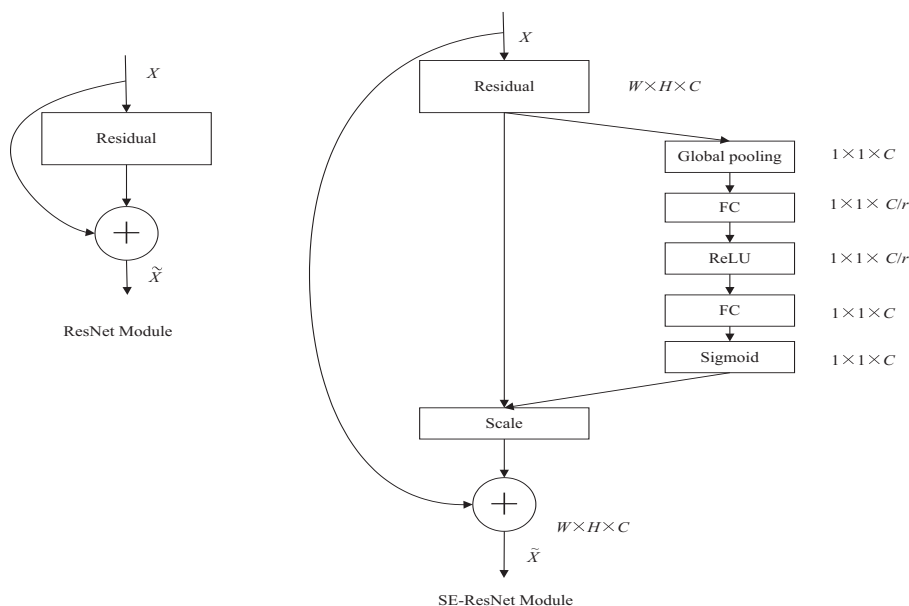 X
Residual
+
X̃
ResNet Module
X
Residual
W×H×C
Global pooling
1×1×C
FC
1×1× C/r
ReLU
1×1× C/r
FC
1×1×C
Sigmoid
1×1×C
Scale
+
W×H×C
X̃
SE-ResNet Module